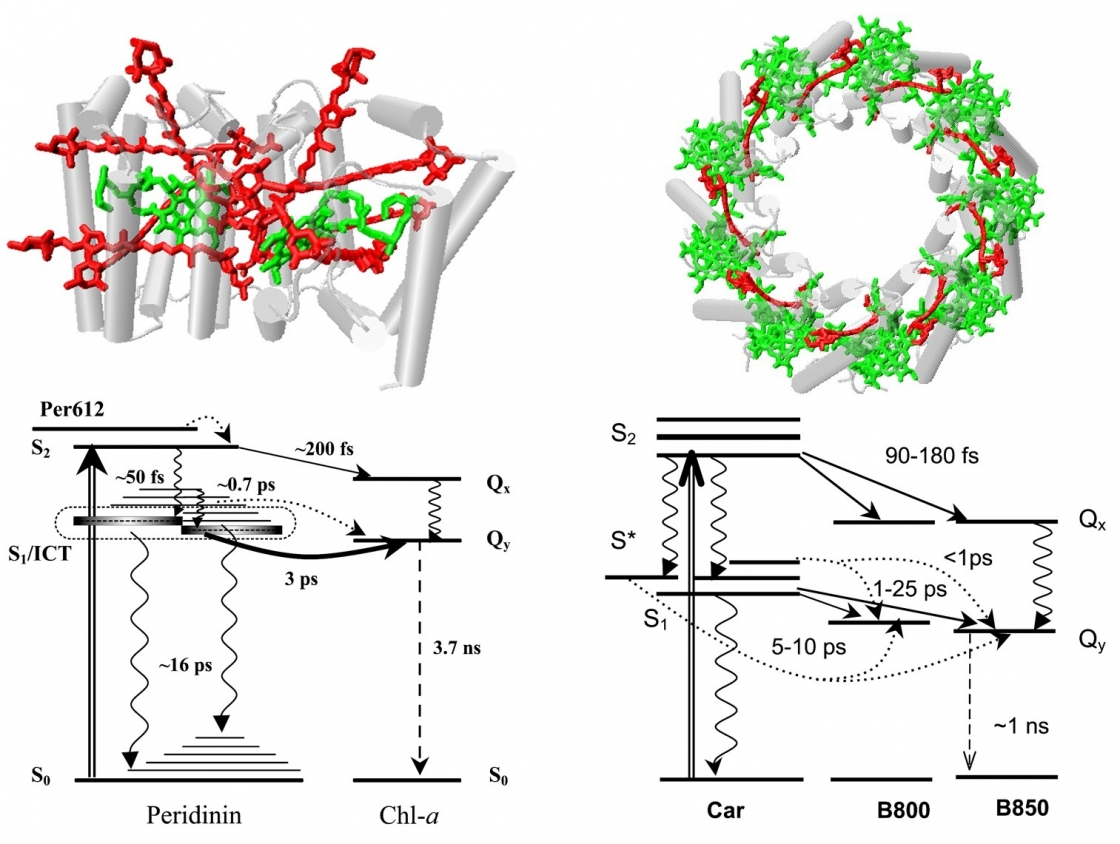 Per612
S₂
~200 fs
~50 fs
~0.7 ps
Qₓ
Q_y
S₁/ICT
3 ps
~16 ps
3.7 ns
S₀
S₀
Peridinin
Chl-a
S₂
90-180 fs
Qₓ
S*
<1ps
1-25 ps
S₁
Q_y
5-10 ps
~1 ns
Car
B800
B850